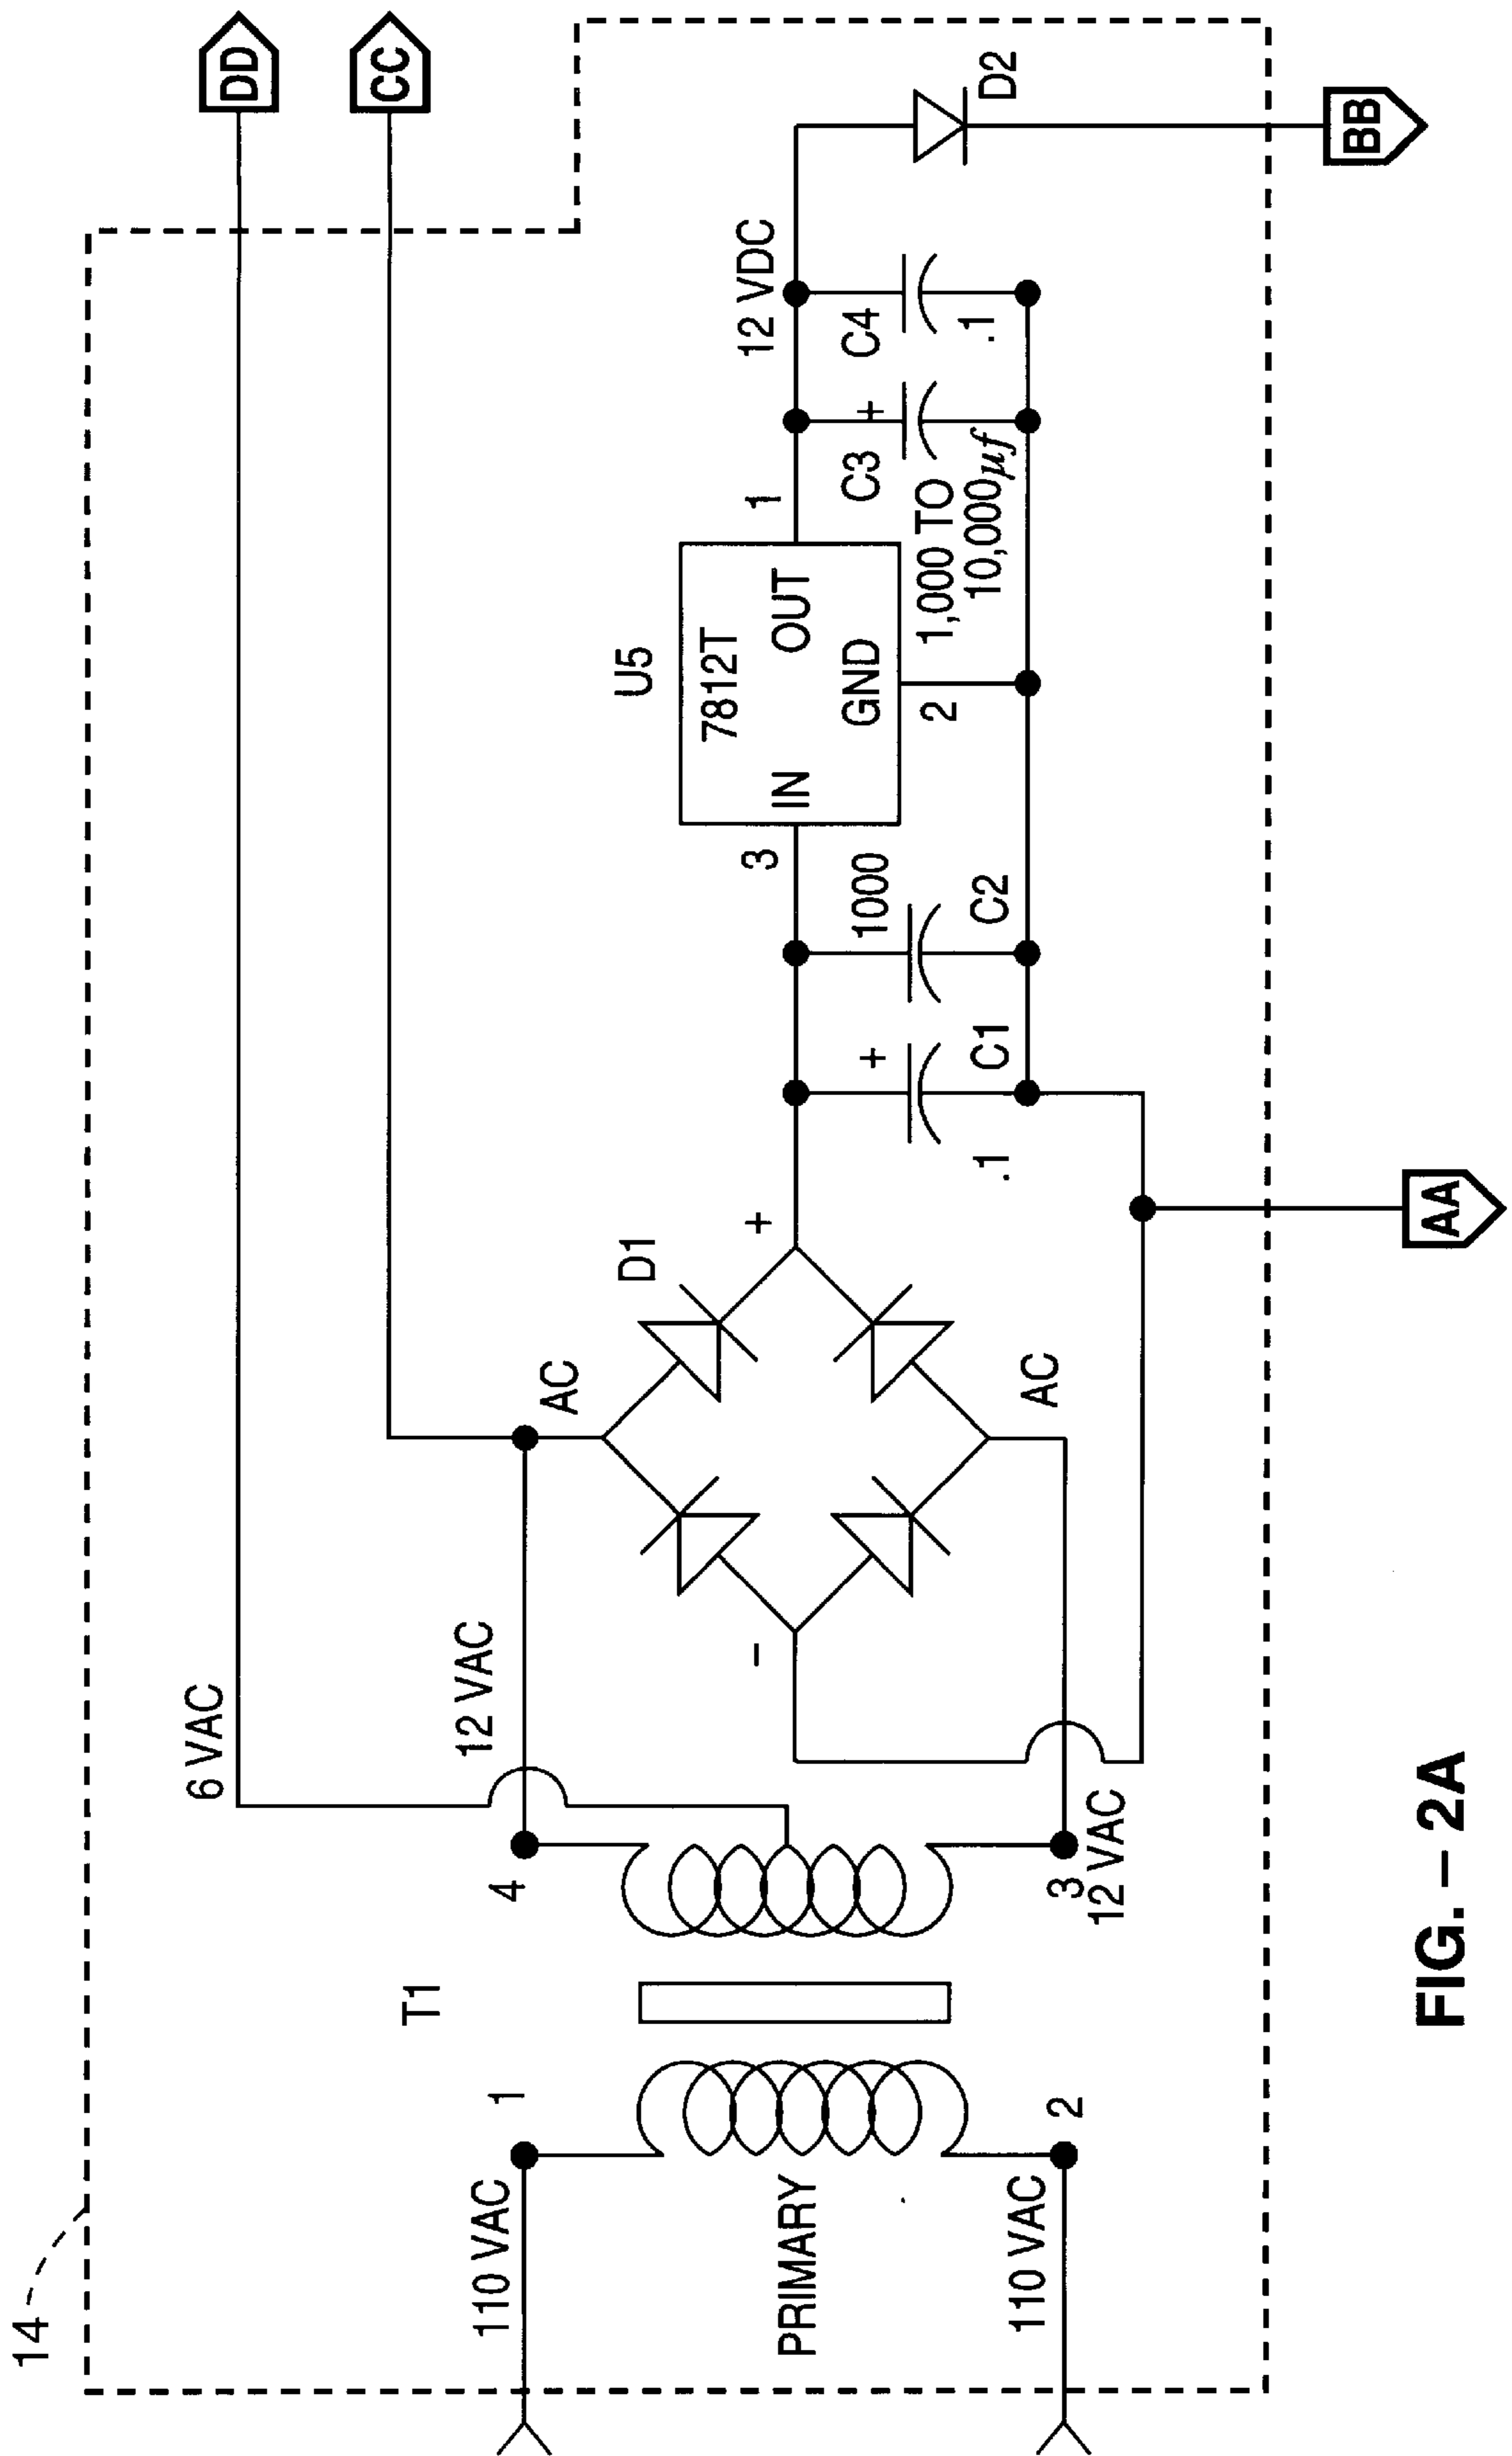 14
110 VAC
1
PRIMARY
110 VAC
2
T1
6 VAC
4
12 VAC
3
12 VAC
AC
D1
+
−
AC
+
.1
C1
1000
C2
3
U5
7812T
IN
OUT
GND
2
1
1,000 TO
10,000µf
C3
+
12 VDC
C4
.1
D2
DD
CC
BB
AA
FIG. – 2A